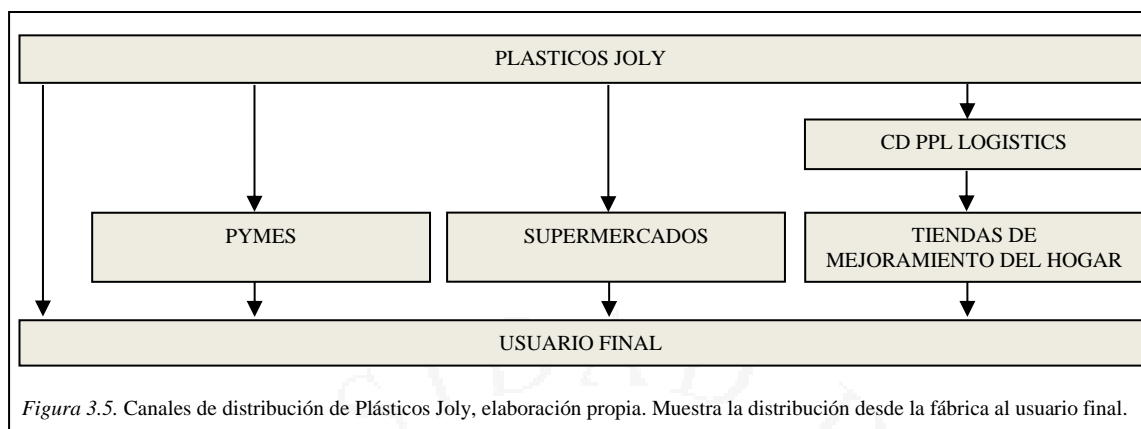 PLASTICOS JOLY
CD PPL LOGISTICS
PYMES
SUPERMERCADOS
TIENDAS DE
MEJORAMIENTO DEL HOGAR
USUARIO FINAL
Figura 3.5. Canales de distribución de Plásticos Joly, elaboración propia. Muestra la distribución desde la fábrica al usuario final.